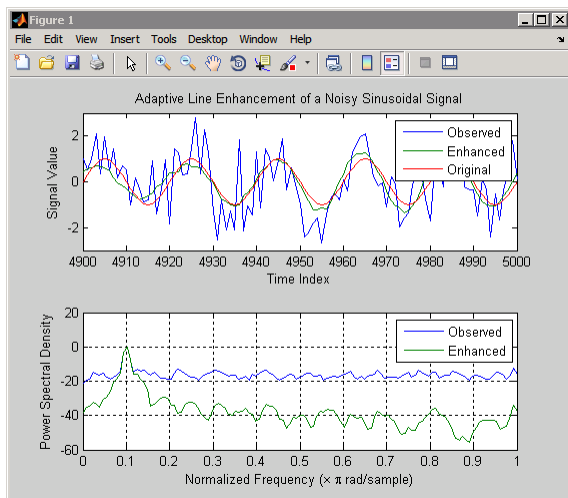 Figure 1
File Edit View Insert Tools Desktop Window Help
Adaptive Line Enhancement of a Noisy Sinusoidal Signal
Signal Value
2
0
-2
Observed
Enhanced
Original
4900 4910 4920 4930 4940 4950 4960 4970 4980 4990 5000
Time Index
Power Spectral Density
20
0
-20
-40
-60
Observed
Enhanced
0 0.1 0.2 0.3 0.4 0.5 0.6 0.7 0.8 0.9 1
Normalized Frequency (× π rad/sample)